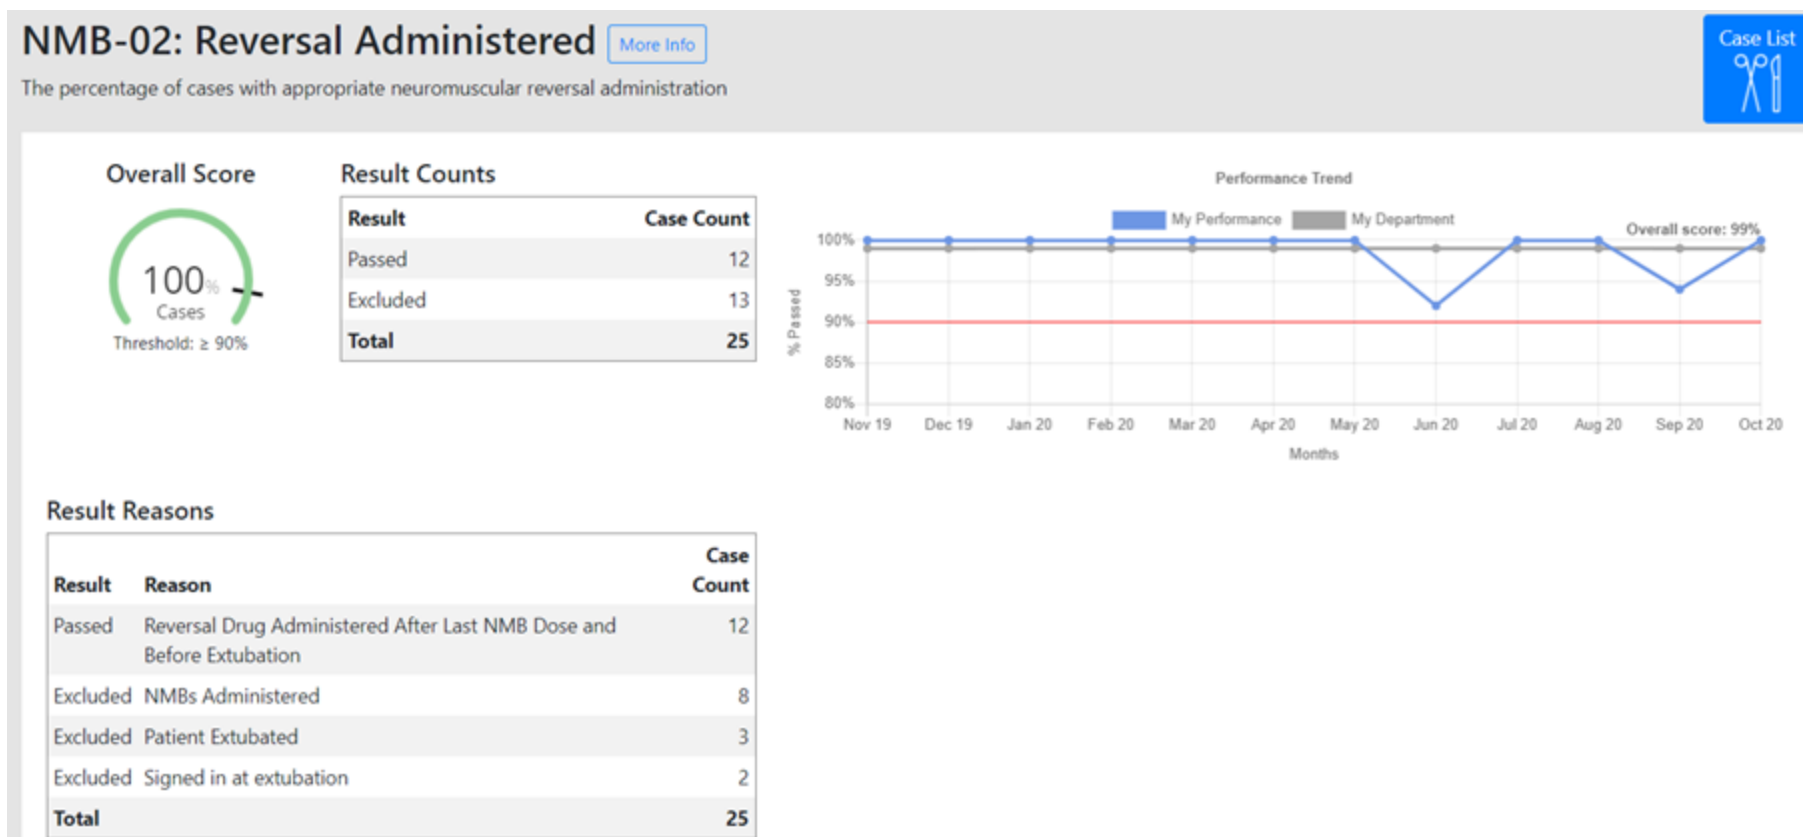 NMB-02: Reversal Administered More Info
Case List
The percentage of cases with appropriate neuromuscular reversal administration
Overall Score
100%
Cases
Threshold: ≥ 90%
Result Counts
Result Case Count
Passed 12
Excluded 13
Total 25
Performance Trend
My Performance My Department
Overall score: 99%
100%
95%
90%
85%
80%
% Passed
Nov 19 Dec 19 Jan 20 Feb 20 Mar 20 Apr 20 May 20 Jun 20 Jul 20 Aug 20 Sep 20 Oct 20
Months
Result Reasons
Case
Result Reason Count
Passed Reversal Drug Administered After Last NMB Dose and 12
Before Extubation
Excluded NMBs Administered 8
Excluded Patient Extubated 3
Excluded Signed in at extubation 2
Total 25